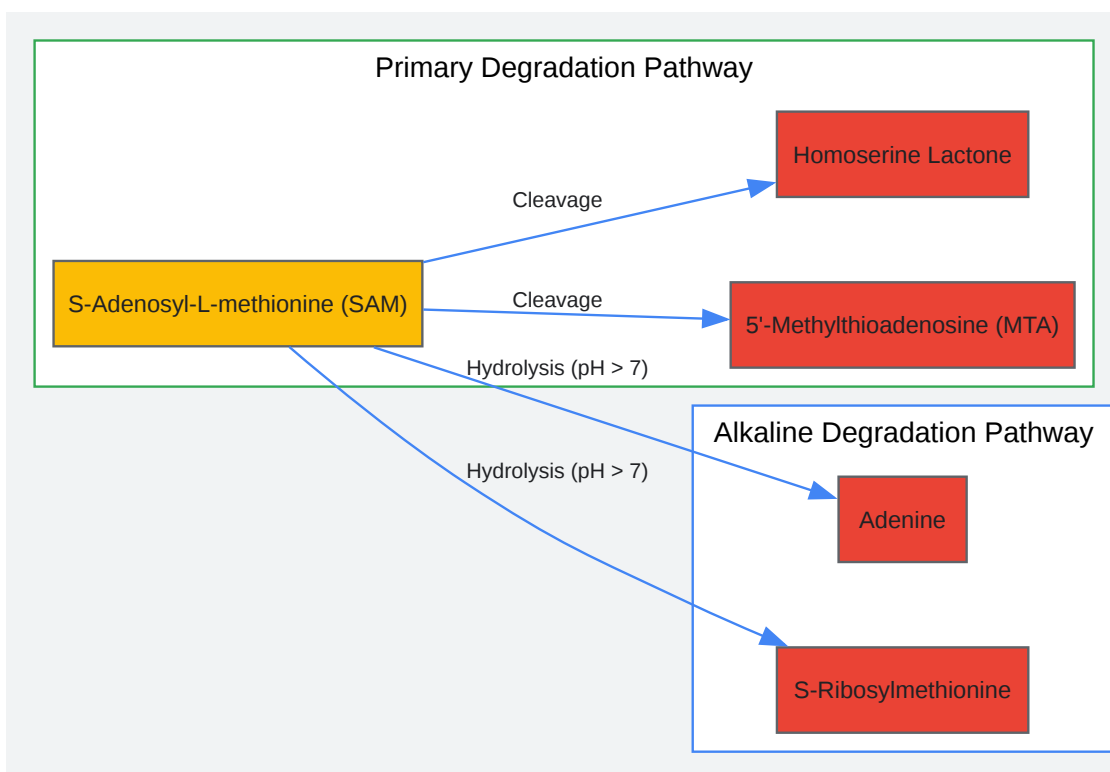 Primary Degradation Pathway
Homoserine Lactone
Cleavage
S-Adenosyl-L-methionine (SAM)
Cleavage
5'-Methylthioadenosine (MTA)
Hydrolysis (pH > 7)
Alkaline Degradation Pathway
Hydrolysis (pH > 7)
Adenine
S-Ribosylmethionine